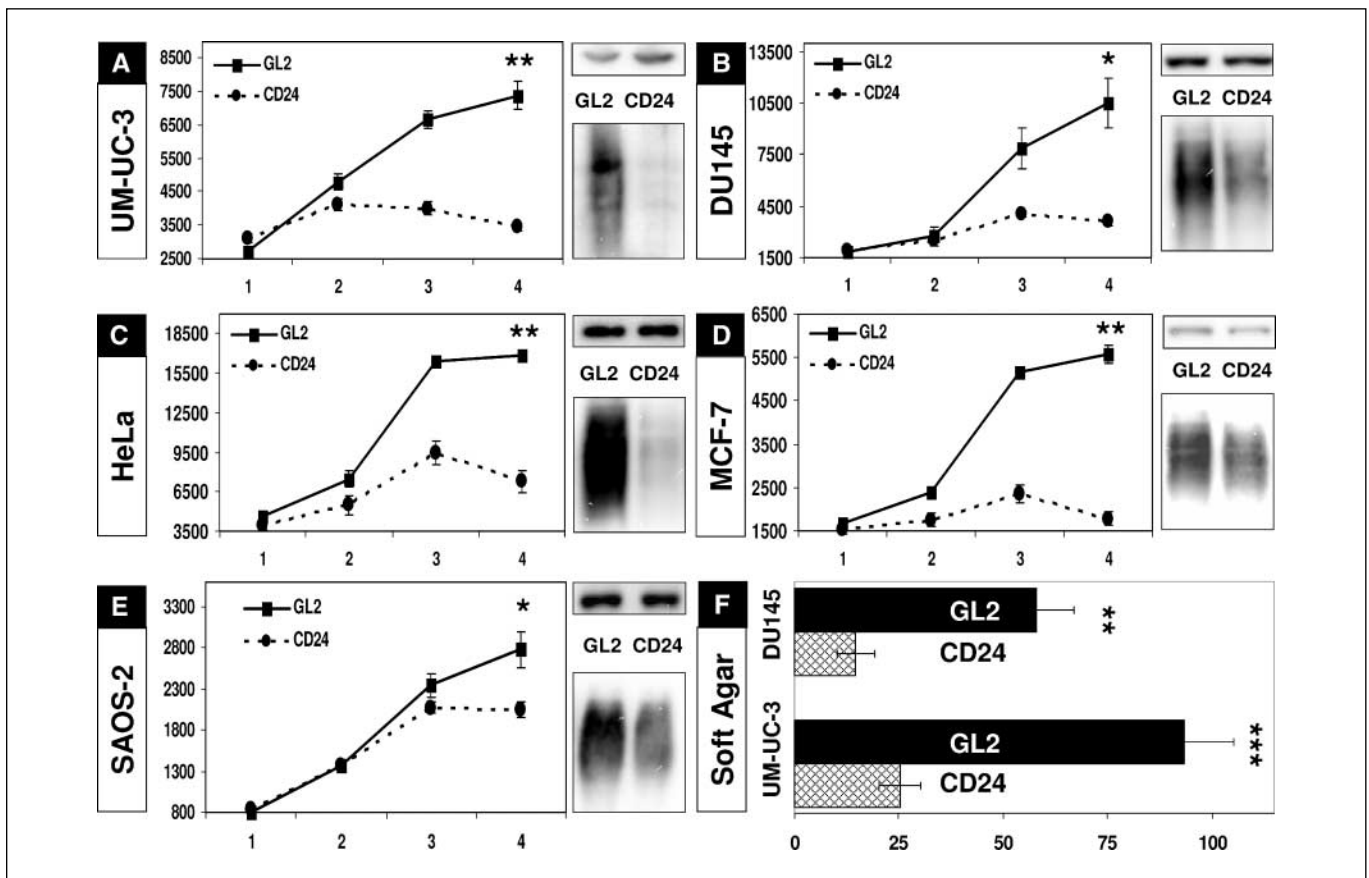 A
UM-UC-3
8500
7500
6500
5500
4500
3500
2500
GL2
CD24
**
1 2 3 4
GL2 CD24
B
DU145
13500
10500
7500
4500
1500
GL2
CD24
*
1 2 3 4
GL2 CD24
C
HeLa
18500
15500
12500
9500
6500
3500
GL2
CD24
**
1 2 3 4
GL2 CD24
D
MCF-7
6500
5500
4500
3500
2500
1500
GL2
CD24
**
1 2 3 4
GL2 CD24
E
SAOS-2
3300
2800
2300
1800
1300
800
GL2
CD24
*
1 2 3 4
GL2 CD24
F
Soft Agar
DU145
GL2
CD24
**
UM-UC-3
GL2
CD24
***
0 25 50 75 100